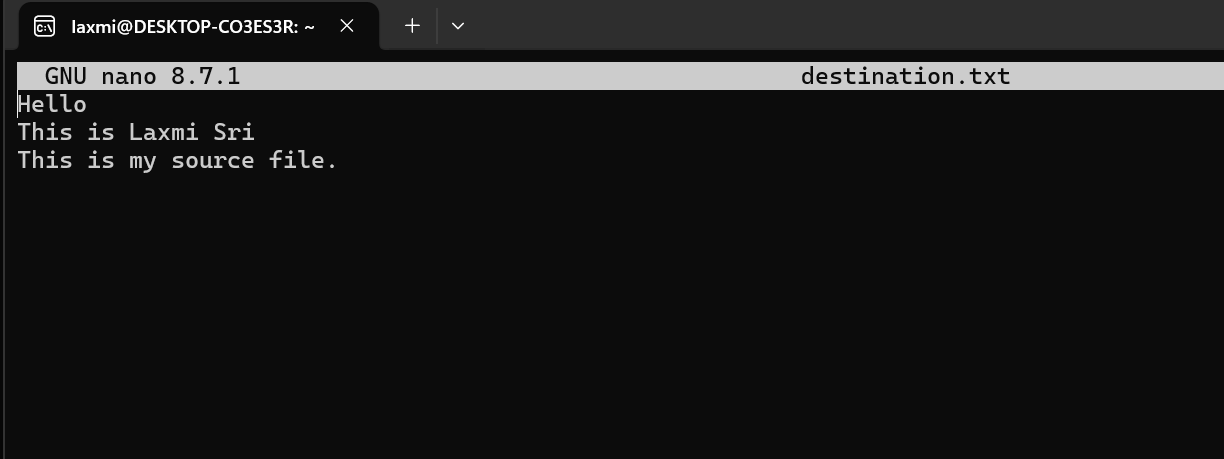 laxmi@DESKTOP-CO3ES3R: ~
GNU nano 8.7.1 destination.txt
Hello
This is Laxmi Sri
This is my source file.